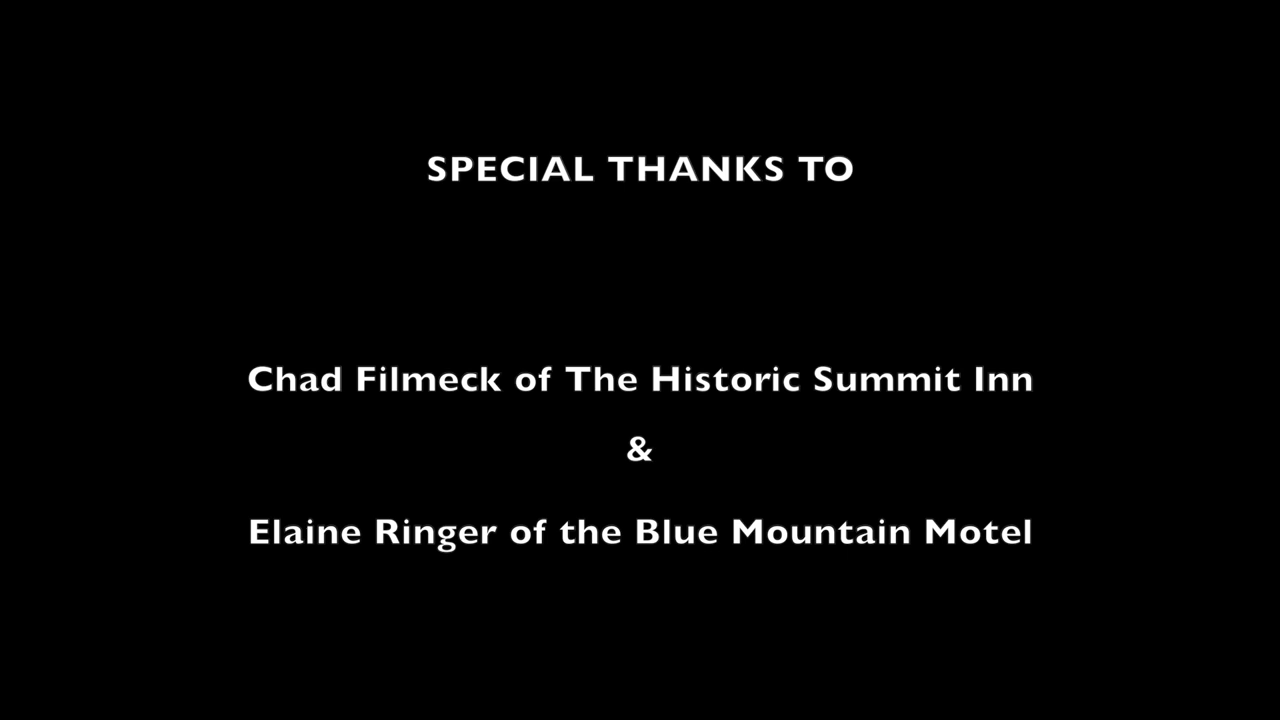 SPECIAL THANKS TO
Chad Filmeck of The Historic Summit Inn
&
Elaine Ringer of the Blue Mountain Motel